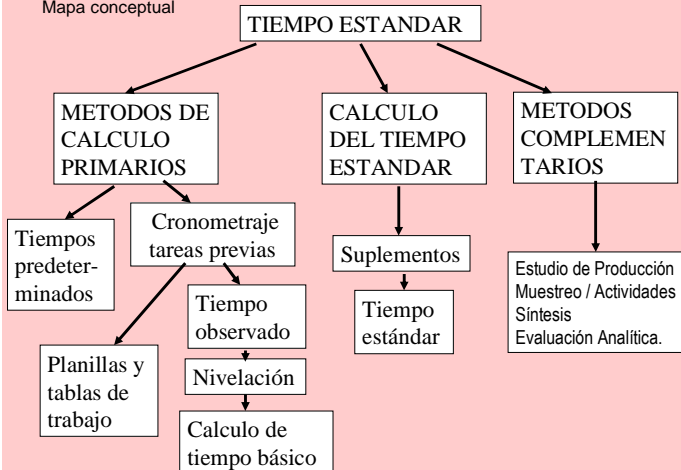 Mapa conceptual
TIEMPO ESTANDAR
METODOS DE
CALCULO
PRIMARIOS
CALCULO
DEL TIEMPO
ESTANDAR
METODOS
COMPLEMEN
TARIOS
Tiempos
predeter-
minados
Cronometraje
tareas previas
Planillas y
tablas de
trabajo
Tiempo
observado
Nivelación
Calculo de
tiempo básico
Suplementos
Tiempo
estándar
Estudio de Producción
Muestreo / Actividades
Síntesis
Evaluación Analítica.